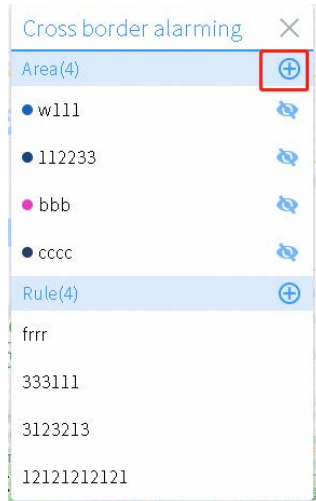 Cross border alarming
Area(4)
w111
112233
bbb
cccc
Rule(4)
frrr
333111
3123213
12121212121